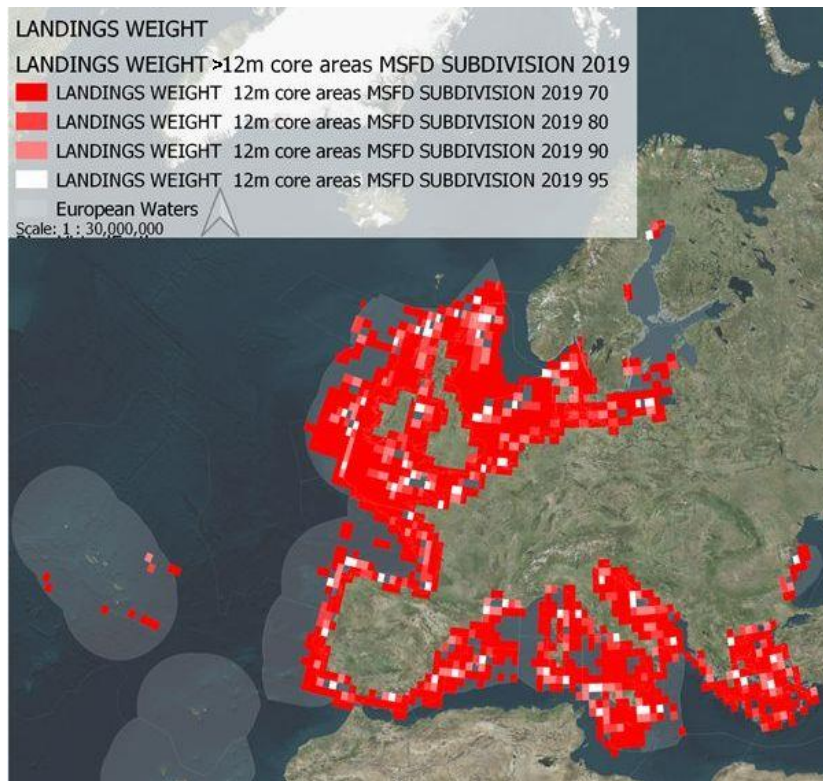 LANDINGS WEIGHT
LANDINGS WEIGHT >12m core areas MSFD SUBDIVISION 2019
LANDINGS WEIGHT 12m core areas MSFD SUBDIVISION 2019 70
LANDINGS WEIGHT 12m core areas MSFD SUBDIVISION 2019 80
LANDINGS WEIGHT 12m core areas MSFD SUBDIVISION 2019 90
LANDINGS WEIGHT 12m core areas MSFD SUBDIVISION 2019 95
European Waters
Scale: 1 : 30,000,000